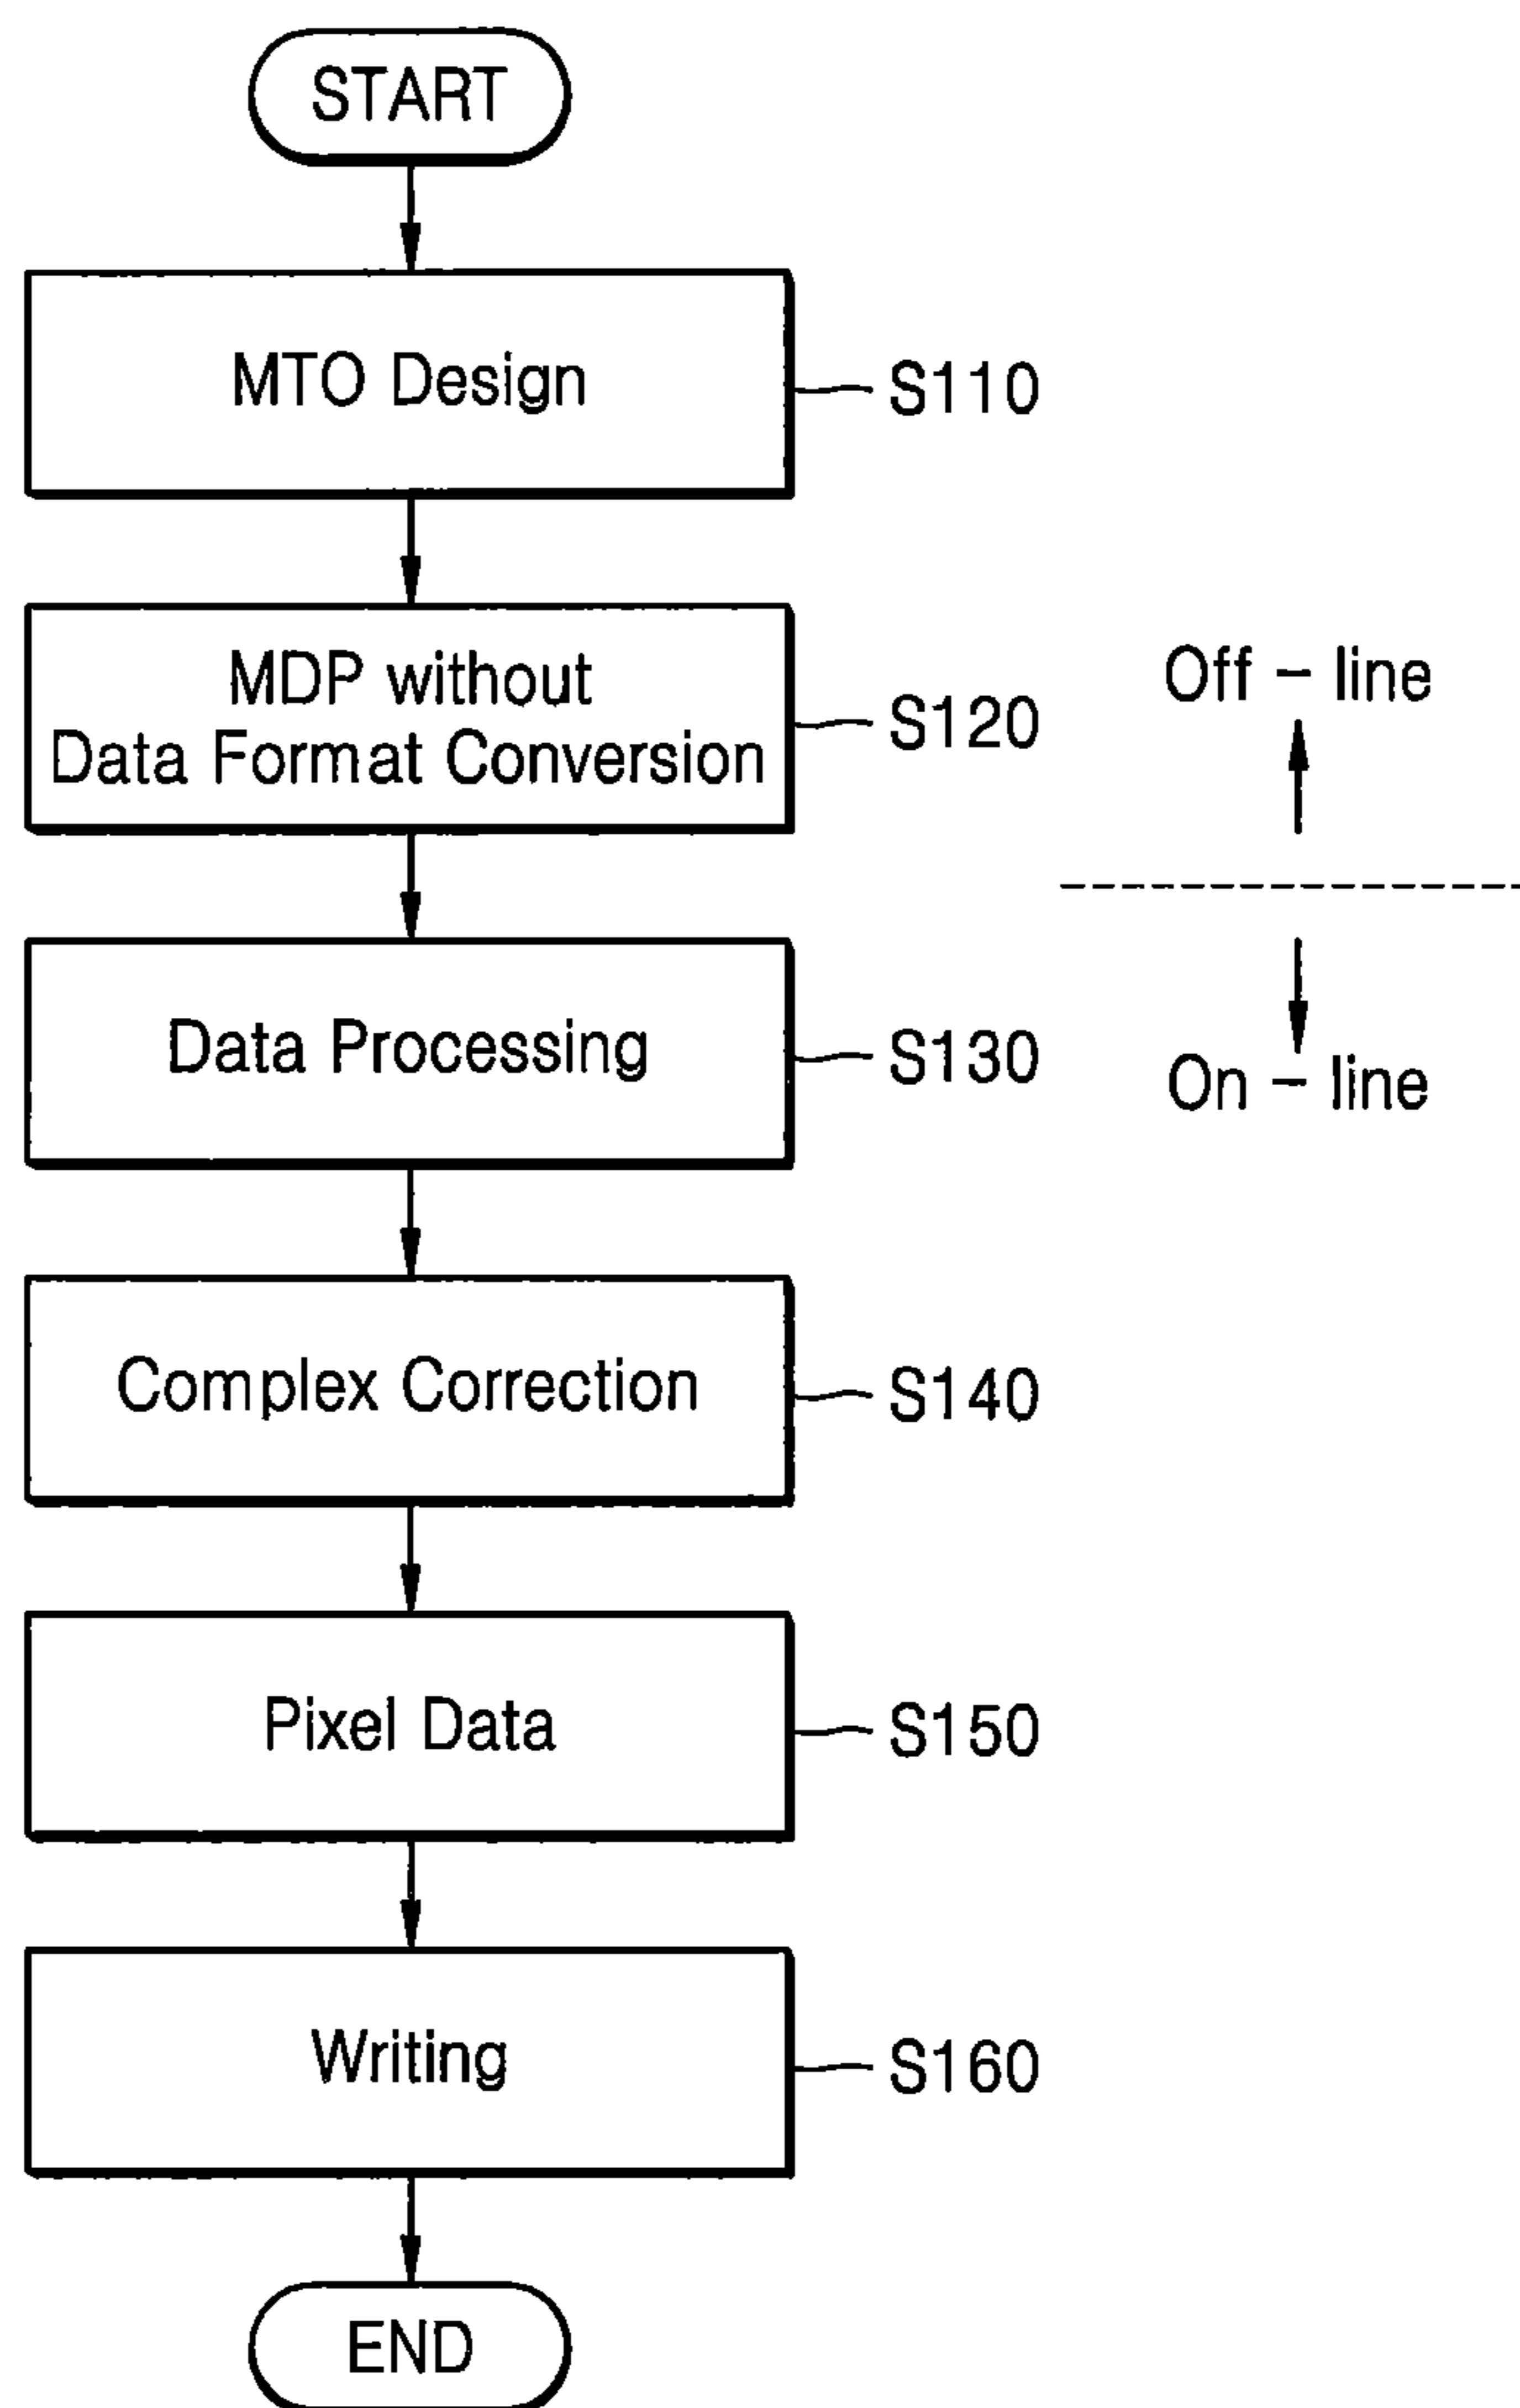 START
MTO Design
S110
MDP without
Data Format Conversion
S120
Off - line
Data Processing
S130
On - line
Complex Correction
S140
Pixel Data
S150
Writing
S160
END